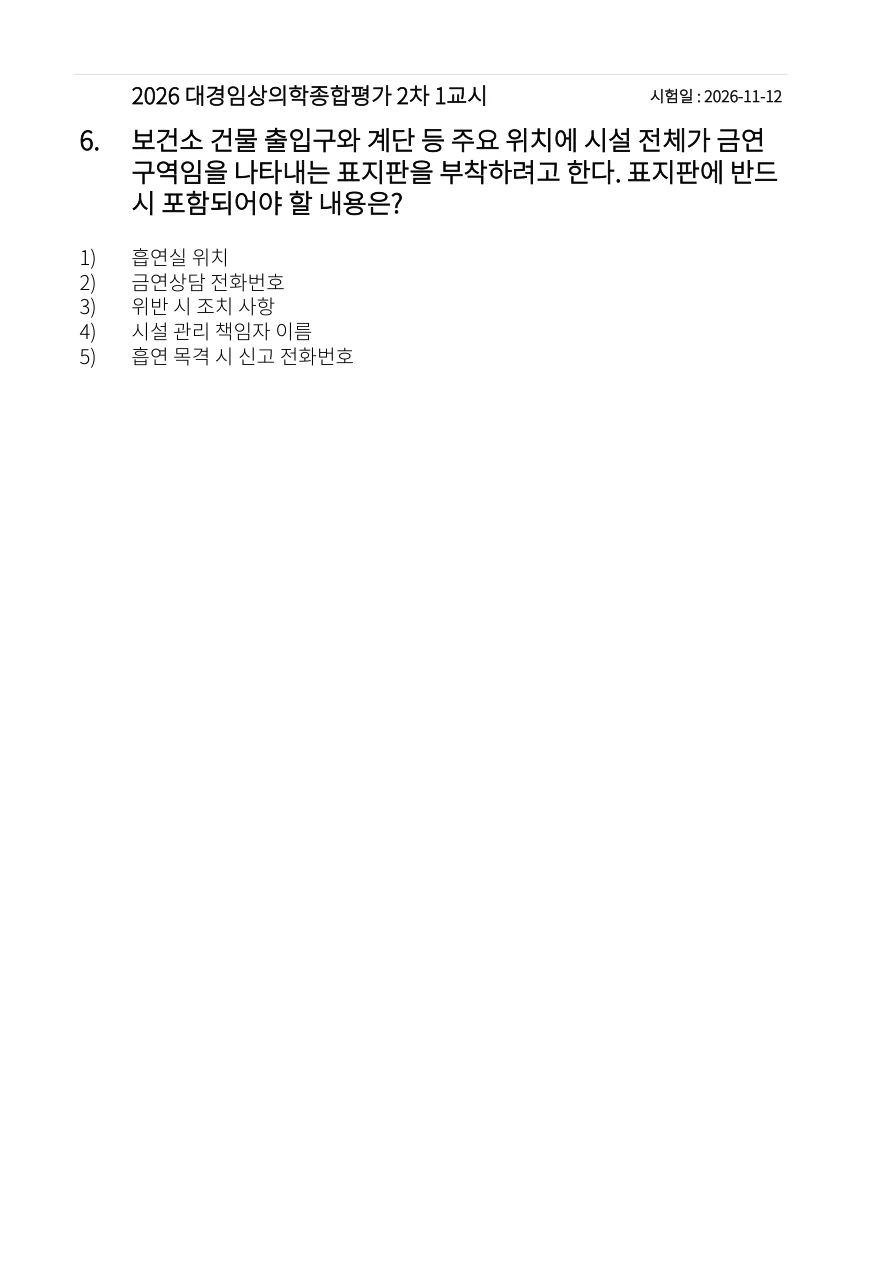 2026 대경임상의학종합평가 2차 1교시 시험일 : 2026-11-12
6. 보건소 건물 출입구와 계단 등 주요 위치에 시설 전체가 금연
구역임을 나타내는 표지판을 부착하려고 한다. 표지판에 반드
시 포함되어야 할 내용은?
1) 흡연실 위치
2) 금연상담 전화번호
3) 위반 시 조치 사항
4) 시설 관리 책임자 이름
5) 흡연 목격 시 신고 전화번호